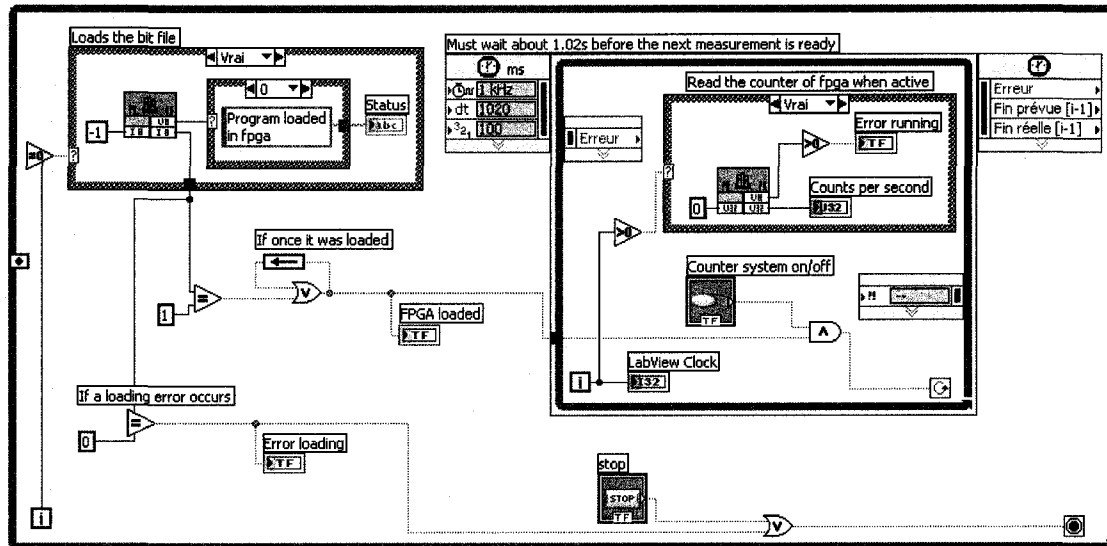 Loads the bit file
Vrai
0
Program loaded
in fpga
Status
abc
-1
?
?
=0
If once it was loaded
V
=
1
FPGA loaded
TF
If a loading error occurs
=
0
Error loading
TF
i
Must wait about 1.02s before the next measurement is ready
ms
1 kHz
dt 1020
100
Erreur
Read the counter of fpga when active
Vrai
?
>0
Error running
TF
0
U32 U32
Counts per second
U32
>0
Counter system on/off
TF
Λ
--
LabView Clock
i
I32
Erreur
Fin prévue [i-1]
Fin réelle [i-1]
stop
STOP
TF
V